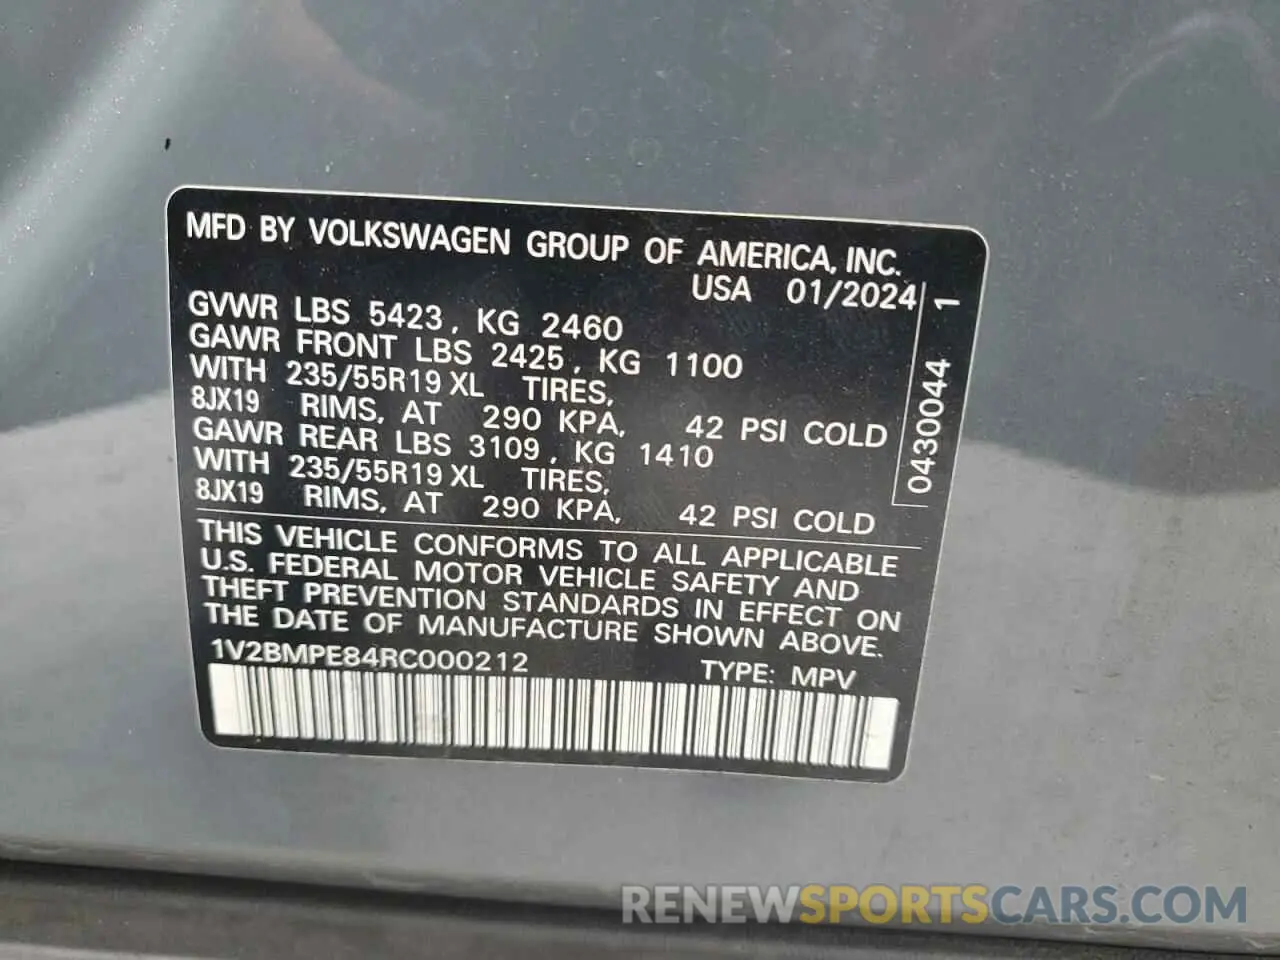 MFD BY VOLKSWAGEN GROUP OF AMERICA, INC.
USA 01/2024
GVWR LBS 5423, KG 2460
GAWR FRONT LBS 2425, KG 1100
WITH 235/55R19 XL TIRES,
8JX19 RIMS, AT 290 KPA, 42 PSI COLD
GAWR REAR LBS 3109, KG 1410
WITH 235/55R19 XL TIRES,
8JX19 RIMS, AT 290 KPA, 42 PSI COLD
0430044 1
THIS VEHICLE CONFORMS TO ALL APPLICABLE
U.S. FEDERAL MOTOR VEHICLE SAFETY AND
THEFT PREVENTION STANDARDS IN EFFECT ON
THE DATE OF MANUFACTURE SHOWN ABOVE.
1V2BMPE84RC000212 TYPE: MPV
RENEWSPORTSCARS.COM